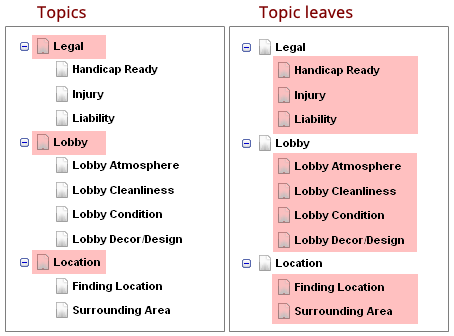 Topics
Legal
Handicap Ready
Injury
Liability
Lobby
Lobby Atmosphere
Lobby Cleanliness
Lobby Condition
Lobby Decor/Design
Location
Finding Location
Surrounding Area
Topic leaves
Legal
Handicap Ready
Injury
Liability
Lobby
Lobby Atmosphere
Lobby Cleanliness
Lobby Condition
Lobby Decor/Design
Location
Finding Location
Surrounding Area